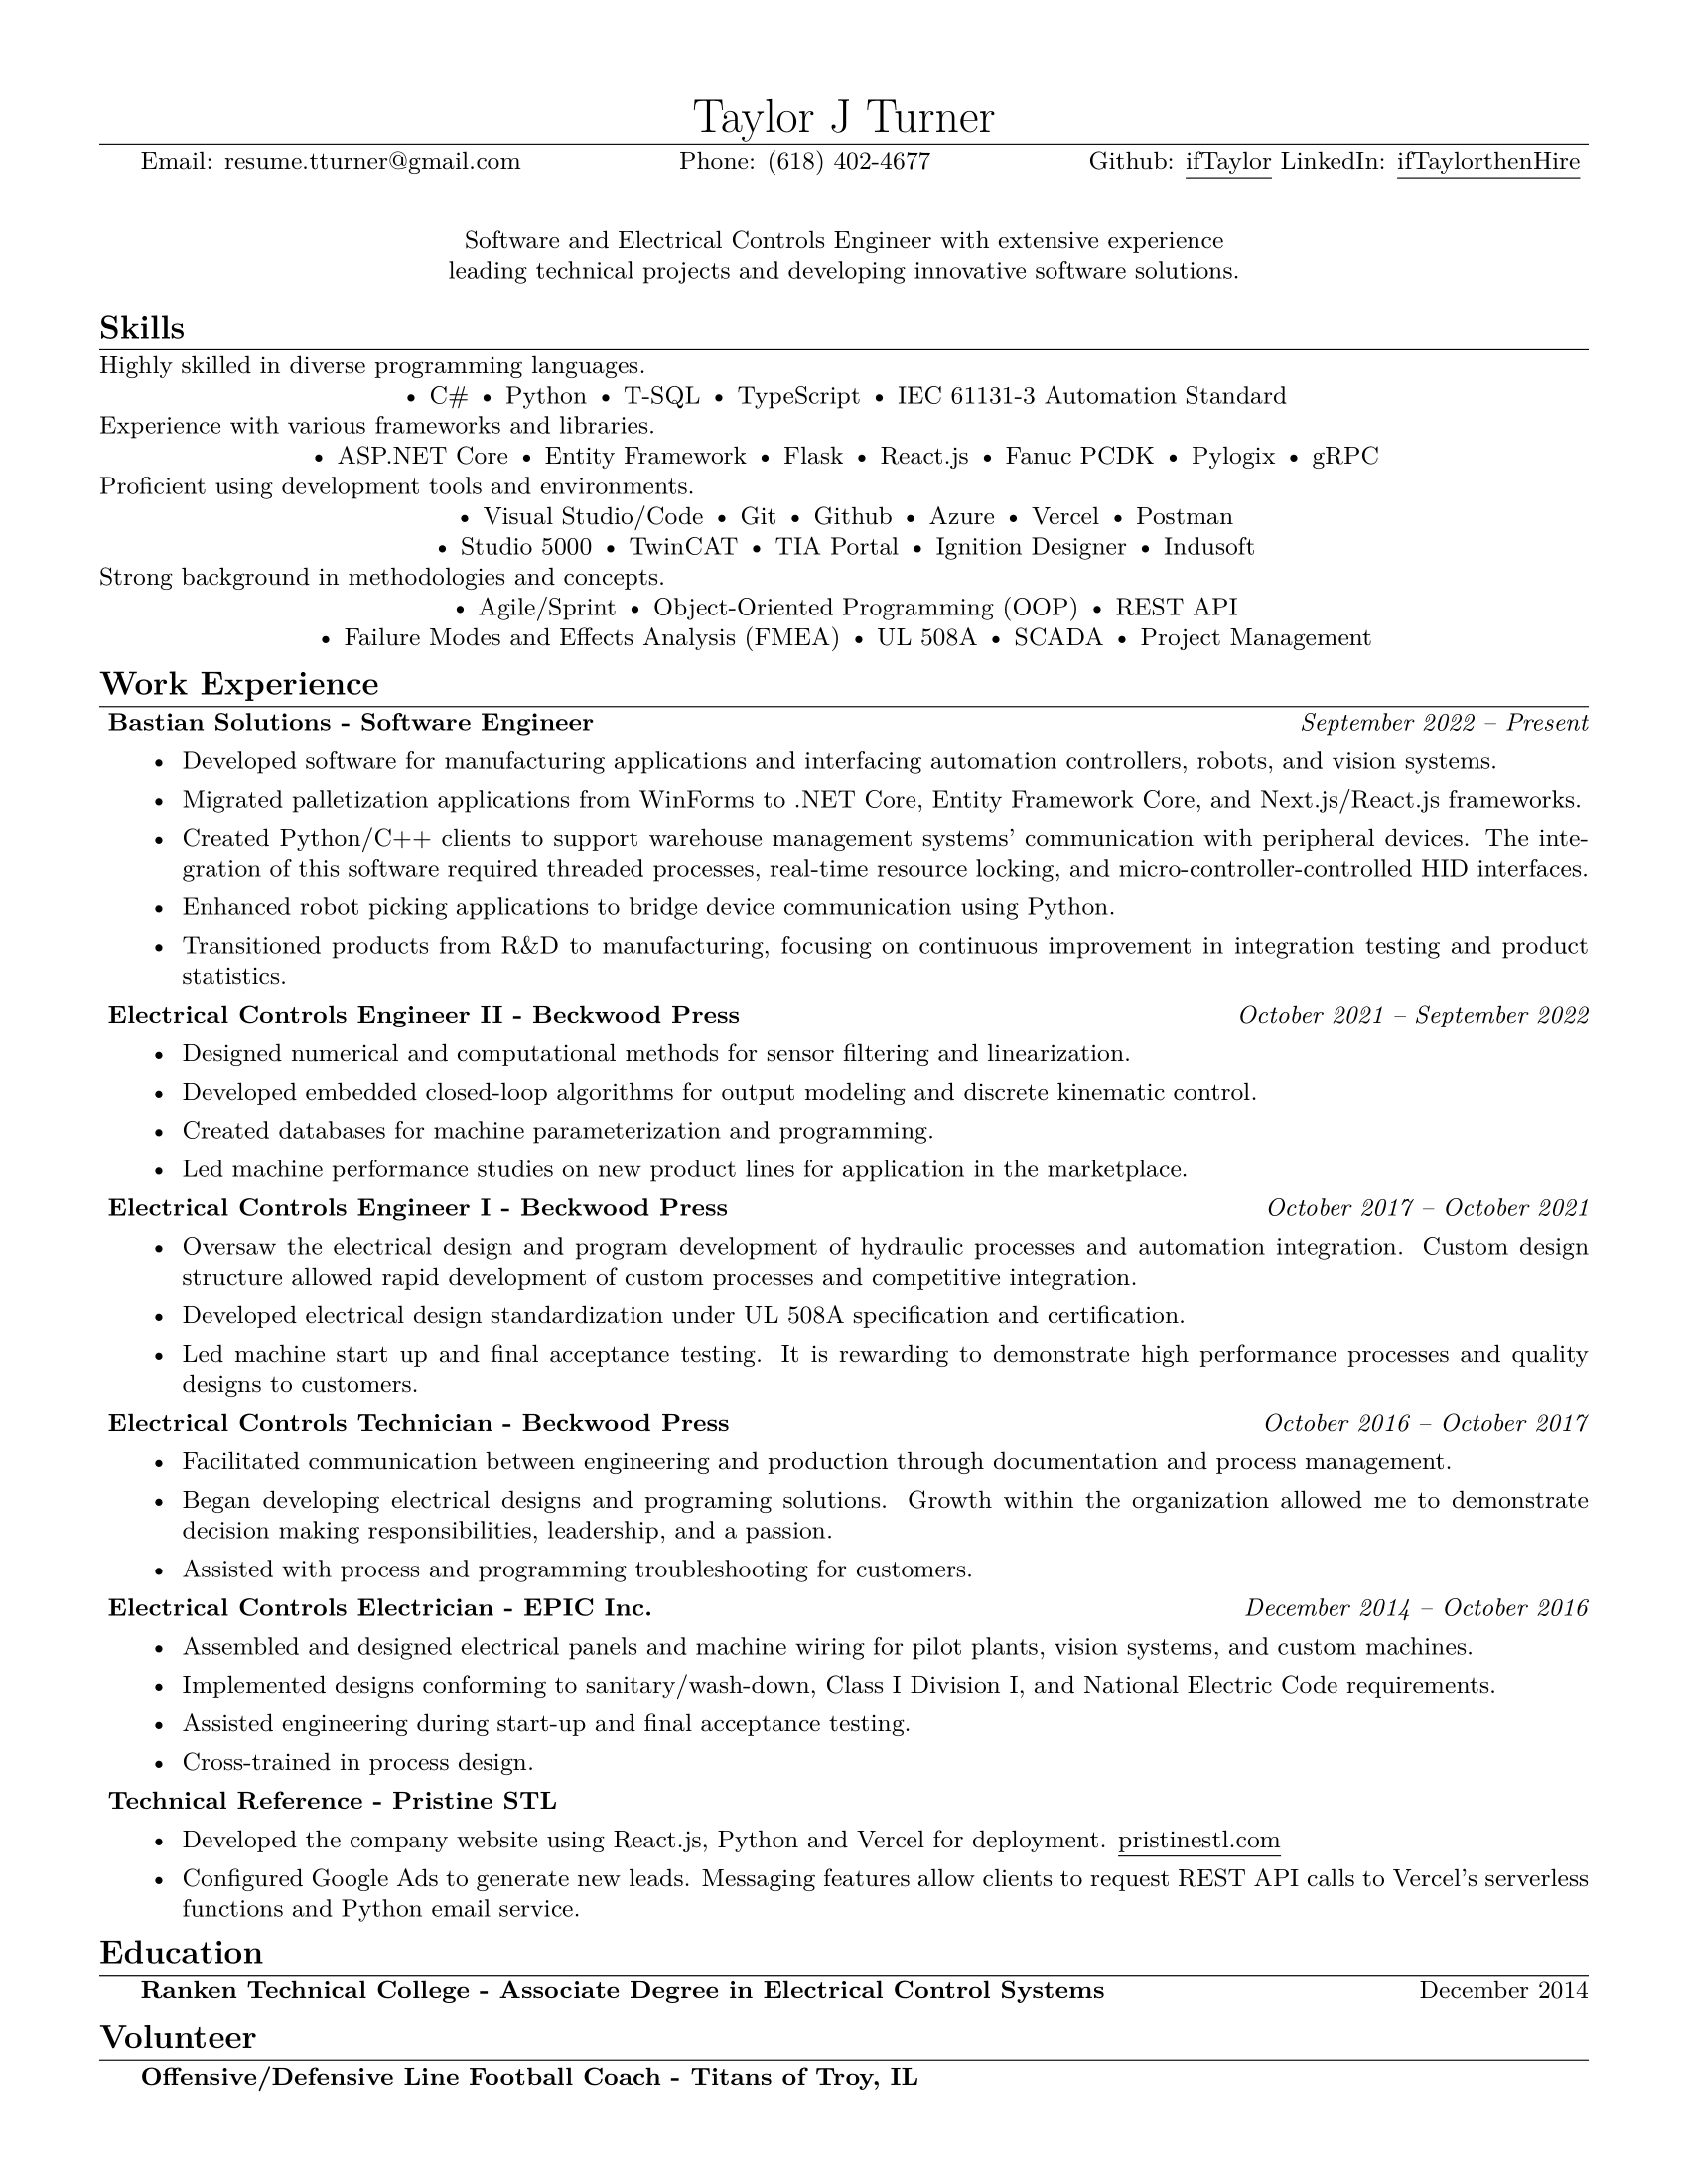 Taylor J Turner
Email: resume.tturner@gmail.com Phone: (618) 402-4677 Github: ifTaylor LinkedIn: ifTaylorthenHire
Software and Electrical Controls Engineer with extensive experience
leading technical projects and developing innovative software solutions.
Skills
Highly skilled in diverse programming languages.
• C# • Python • T-SQL • TypeScript • IEC 61131-3 Automation Standard
Experience with various frameworks and libraries.
• ASP.NET Core • Entity Framework • Flask • React.js • Fanuc PCDK • Pylogix • gRPC
Proficient using development tools and environments.
• Visual Studio/Code • Git • Github • Azure • Vercel • Postman
• Studio 5000 • TwinCAT • TIA Portal • Ignition Designer • Indusoft
Strong background in methodologies and concepts.
• Agile/Sprint • Object-Oriented Programming (OOP) • REST API
• Failure Modes and Effects Analysis (FMEA) • UL 508A • SCADA • Project Management
Work Experience
Bastian Solutions - Software Engineer September 2022 – Present
• Developed software for manufacturing applications and interfacing automation controllers, robots, and vision systems.
• Migrated palletization applications from WinForms to .NET Core, Entity Framework Core, and Next.js/React.js frameworks.
• Created Python/C++ clients to support warehouse management systems' communication with peripheral devices. The inte-
gration of this software required threaded processes, real-time resource locking, and micro-controller-controlled HID interfaces.
• Enhanced robot picking applications to bridge device communication using Python.
• Transitioned products from R&D to manufacturing, focusing on continuous improvement in integration testing and product
statistics.
Electrical Controls Engineer II - Beckwood Press October 2021 – September 2022
• Designed numerical and computational methods for sensor filtering and linearization.
• Developed embedded closed-loop algorithms for output modeling and discrete kinematic control.
• Created databases for machine parameterization and programming.
• Led machine performance studies on new product lines for application in the marketplace.
Electrical Controls Engineer I - Beckwood Press October 2017 – October 2021
• Oversaw the electrical design and program development of hydraulic processes and automation integration. Custom design
structure allowed rapid development of custom processes and competitive integration.
• Developed electrical design standardization under UL 508A specification and certification.
• Led machine start up and final acceptance testing. It is rewarding to demonstrate high performance processes and quality
designs to customers.
Electrical Controls Technician - Beckwood Press October 2016 – October 2017
• Facilitated communication between engineering and production through documentation and process management.
• Began developing electrical designs and programing solutions. Growth within the organization allowed me to demonstrate
decision making responsibilities, leadership, and a passion.
• Assisted with process and programming troubleshooting for customers.
Electrical Controls Electrician - EPIC Inc. December 2014 – October 2016
• Assembled and designed electrical panels and machine wiring for pilot plants, vision systems, and custom machines.
• Implemented designs conforming to sanitary/wash-down, Class I Division I, and National Electric Code requirements.
• Assisted engineering during start-up and final acceptance testing.
• Cross-trained in process design.
Technical Reference - Pristine STL
• Developed the company website using React.js, Python and Vercel for deployment. pristinestl.com
• Configured Google Ads to generate new leads. Messaging features allow clients to request REST API calls to Vercel's serverless
functions and Python email service.
Education
Ranken Technical College - Associate Degree in Electrical Control Systems December 2014
Volunteer
Offensive/Defensive Line Football Coach - Titans of Troy, IL